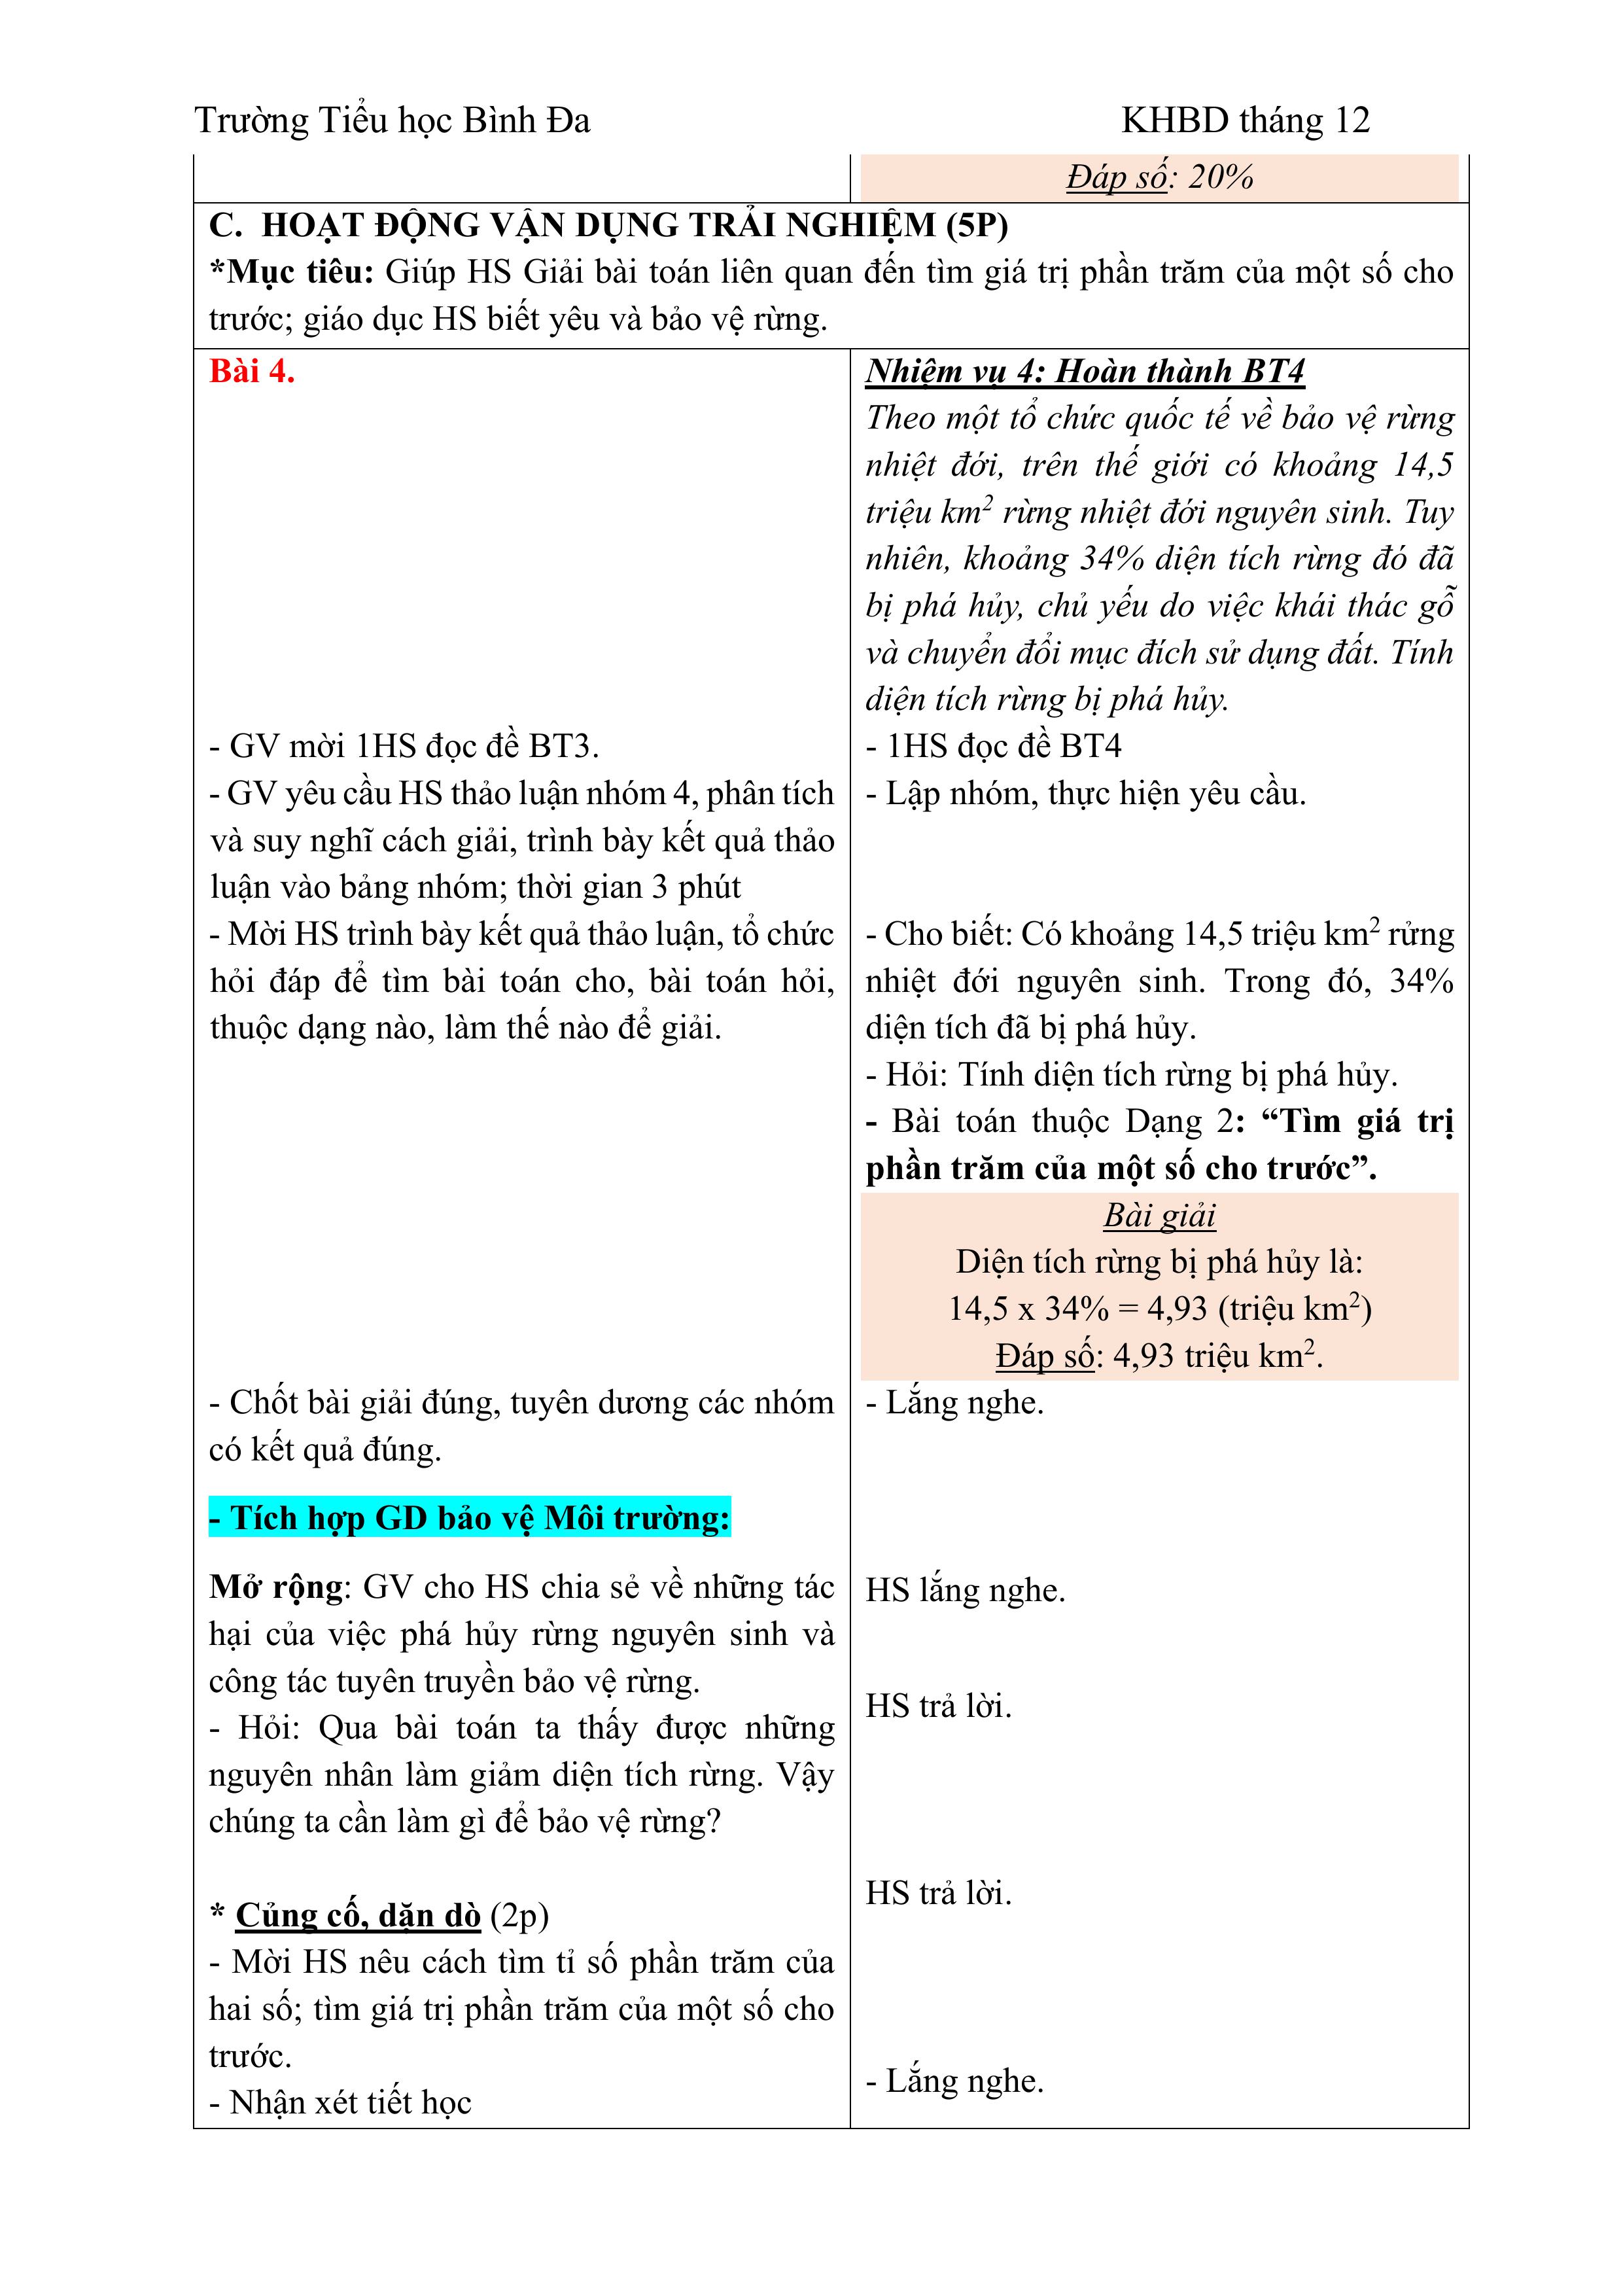 Trường Tiểu học Bình Đa
KHBD tháng 12
Đáp số: 20%
C. HOẠT ĐỘNG VẬN DỤNG TRẢI NGHIỆM (5P)
*Mục tiêu: Giúp HS Giải bài toán liên quan đến tìm giá trị phần trăm của một số cho
trước; giáo dục HS biết yêu và bảo vệ rừng.
Bài 4.
- GV mời 1HS đọc đề BT3.
- GV yêu cầu HS thảo luận nhóm 4, phân tích
và suy nghĩ cách giải, trình bày kết quả thảo
luận vào bảng nhóm; thời gian 3 phút
- Mời HS trình bày kết quả thảo luận, tổ chức
hỏi đáp để tìm bài toán cho, bài toán hỏi,
thuộc dạng nào, làm thế nào để giải.
- Chốt bài giải đúng, tuyên dương các nhóm
có kết quả đúng.
- Tích hợp GD bảo vệ Môi trường:
Mở rộng: GV cho HS chia sẻ về những tác
hại của việc phá hủy rừng nguyên sinh và
công tác tuyên truyền bảo vệ rừng.
- Hỏi: Qua bài toán ta thấy được những
nguyên nhân làm giảm diện tích rừng. Vậy
chúng ta cần làm gì để bảo vệ rừng?
* Củng cố, dặn dò (2p)
- Mời HS nêu cách tìm tỉ số phần trăm của
hai số; tìm giá trị phần trăm của một số cho
trước.
- Nhận xét tiết học
Nhiệm vụ 4: Hoàn thành BT4
Theo một tổ chức quốc tế về bảo vệ rừng
nhiệt đới, trên thế giới có khoảng 14,5
triệu km² rừng nhiệt đới nguyên sinh. Tuy
nhiên, khoảng 34% diện tích rừng đó đã
bị phá hủy, chủ yếu do việc khái thác gỗ
và chuyển đổi mục đích sử dụng đất. Tính
diện tích rừng bị phá hủy.
- 1HS đọc đề BT4
- Lập nhóm, thực hiện yêu cầu.
- Cho biết: Có khoảng 14,5 triệu km² rửng
nhiệt đới nguyên sinh. Trong đó, 34%
diện tích đã bị phá hủy.
- Hỏi: Tính diện tích rừng bị phá hủy.
- Bài toán thuộc Dạng 2: “Tìm giá trị
phần trăm của một số cho trước”.
Bài giải
Diện tích rừng bị phá hủy là:
14,5 x 34% = 4,93 (triệu km²)
Đáp số: 4,93 triệu km².
- Lắng nghe.
HS lắng nghe.
HS trả lời.
HS trả lời.
- Lắng nghe.